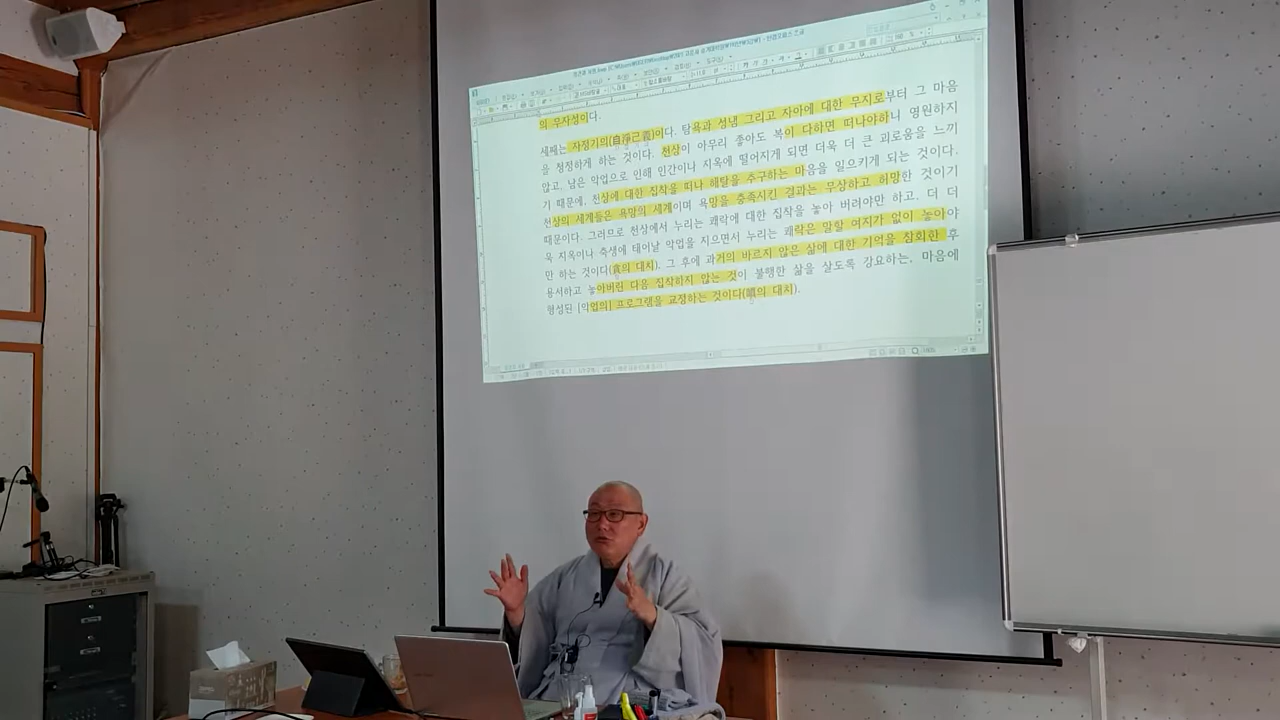 의 무자성이다.
세째는 자정기의(自淨己義)이다. 탐욕과 성냄 그리고 자아에 대한 무지로부터 그 마음
을 청정하게 하는 것이다. 천상이 아무리 좋아도 복이 다하면 떠나야하니 영원하지
않고, 남은 악업으로 인해 인간이나 지옥에 떨어지게 되면 더욱 더 큰 괴로움을 느끼
기 때문에, 천상에 대한 집착을 떠나 해탈을 추구하는 마음을 일으키게 되는 것이다.
천상의 세계들은 욕망의 세계이며 욕망을 충족시킨 결과는 무상하고 허망한 것이기
때문이다. 그러므로 천상에서 누리는 쾌락에 대한 집착을 놓아 버려야만 하고, 더 더
욱 지옥이나 축생에 태어날 악업을 지으면서 누리는 쾌락은 말할 여지가 없이 놓아야
만 하는 것이다(貪의 대치). 그 후에 과거의 바르지 않은 삶에 대한 기억을 참회한 후
용서하고 놓아버린 다음 집착하지 않는 것이 불행한 삶을 살도록 강요하는, 마음에
형성된 [악업의] 프로그램을 교정하는 것이다(瞋의 대치).